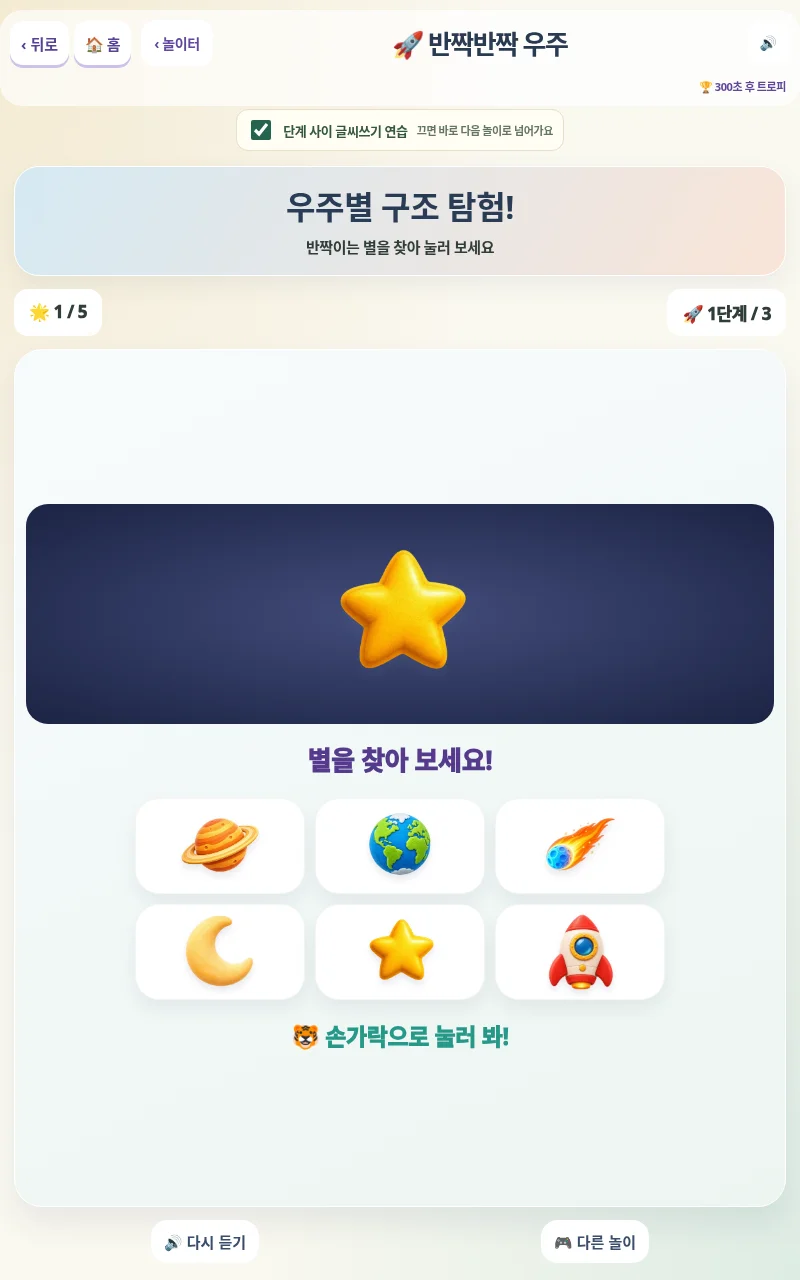 ‹ 뒤로
🏠 홈
‹ 놀이터
🚀 반짝반짝 우주
🔊
🏆 300초 후 트로피
단계 사이 글씨쓰기 연습 끄면 바로 다음 놀이로 넘어가요
우주별 구조 탐험!
반짝이는 별을 찾아 눌러 보세요
🌟 1 / 5
🚀 1단계 / 3
별을 찾아 보세요!
🐯 손가락으로 눌러 봐!
🔊 다시 듣기
🎮 다른 놀이